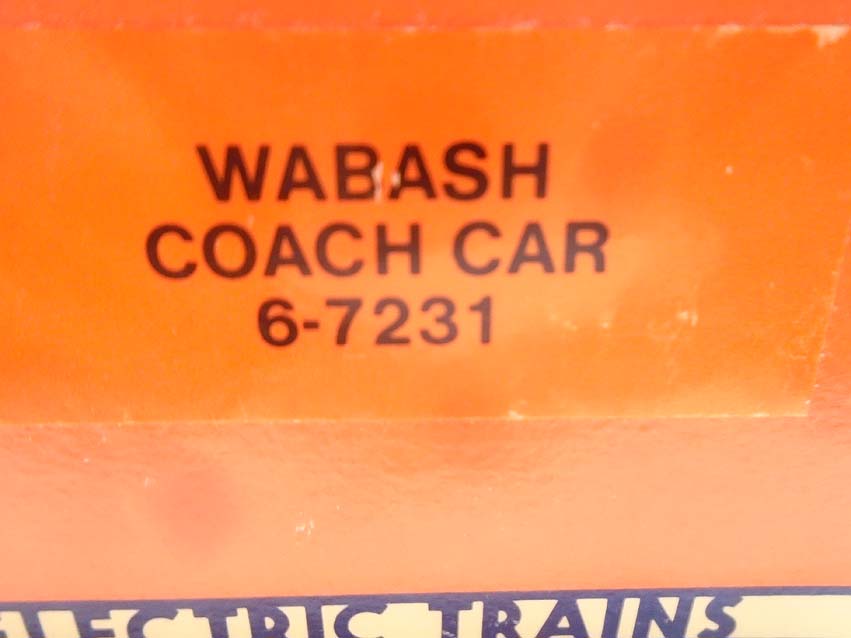 WABASH
COACH CAR
6-7231
ELECTRIC TRAINS